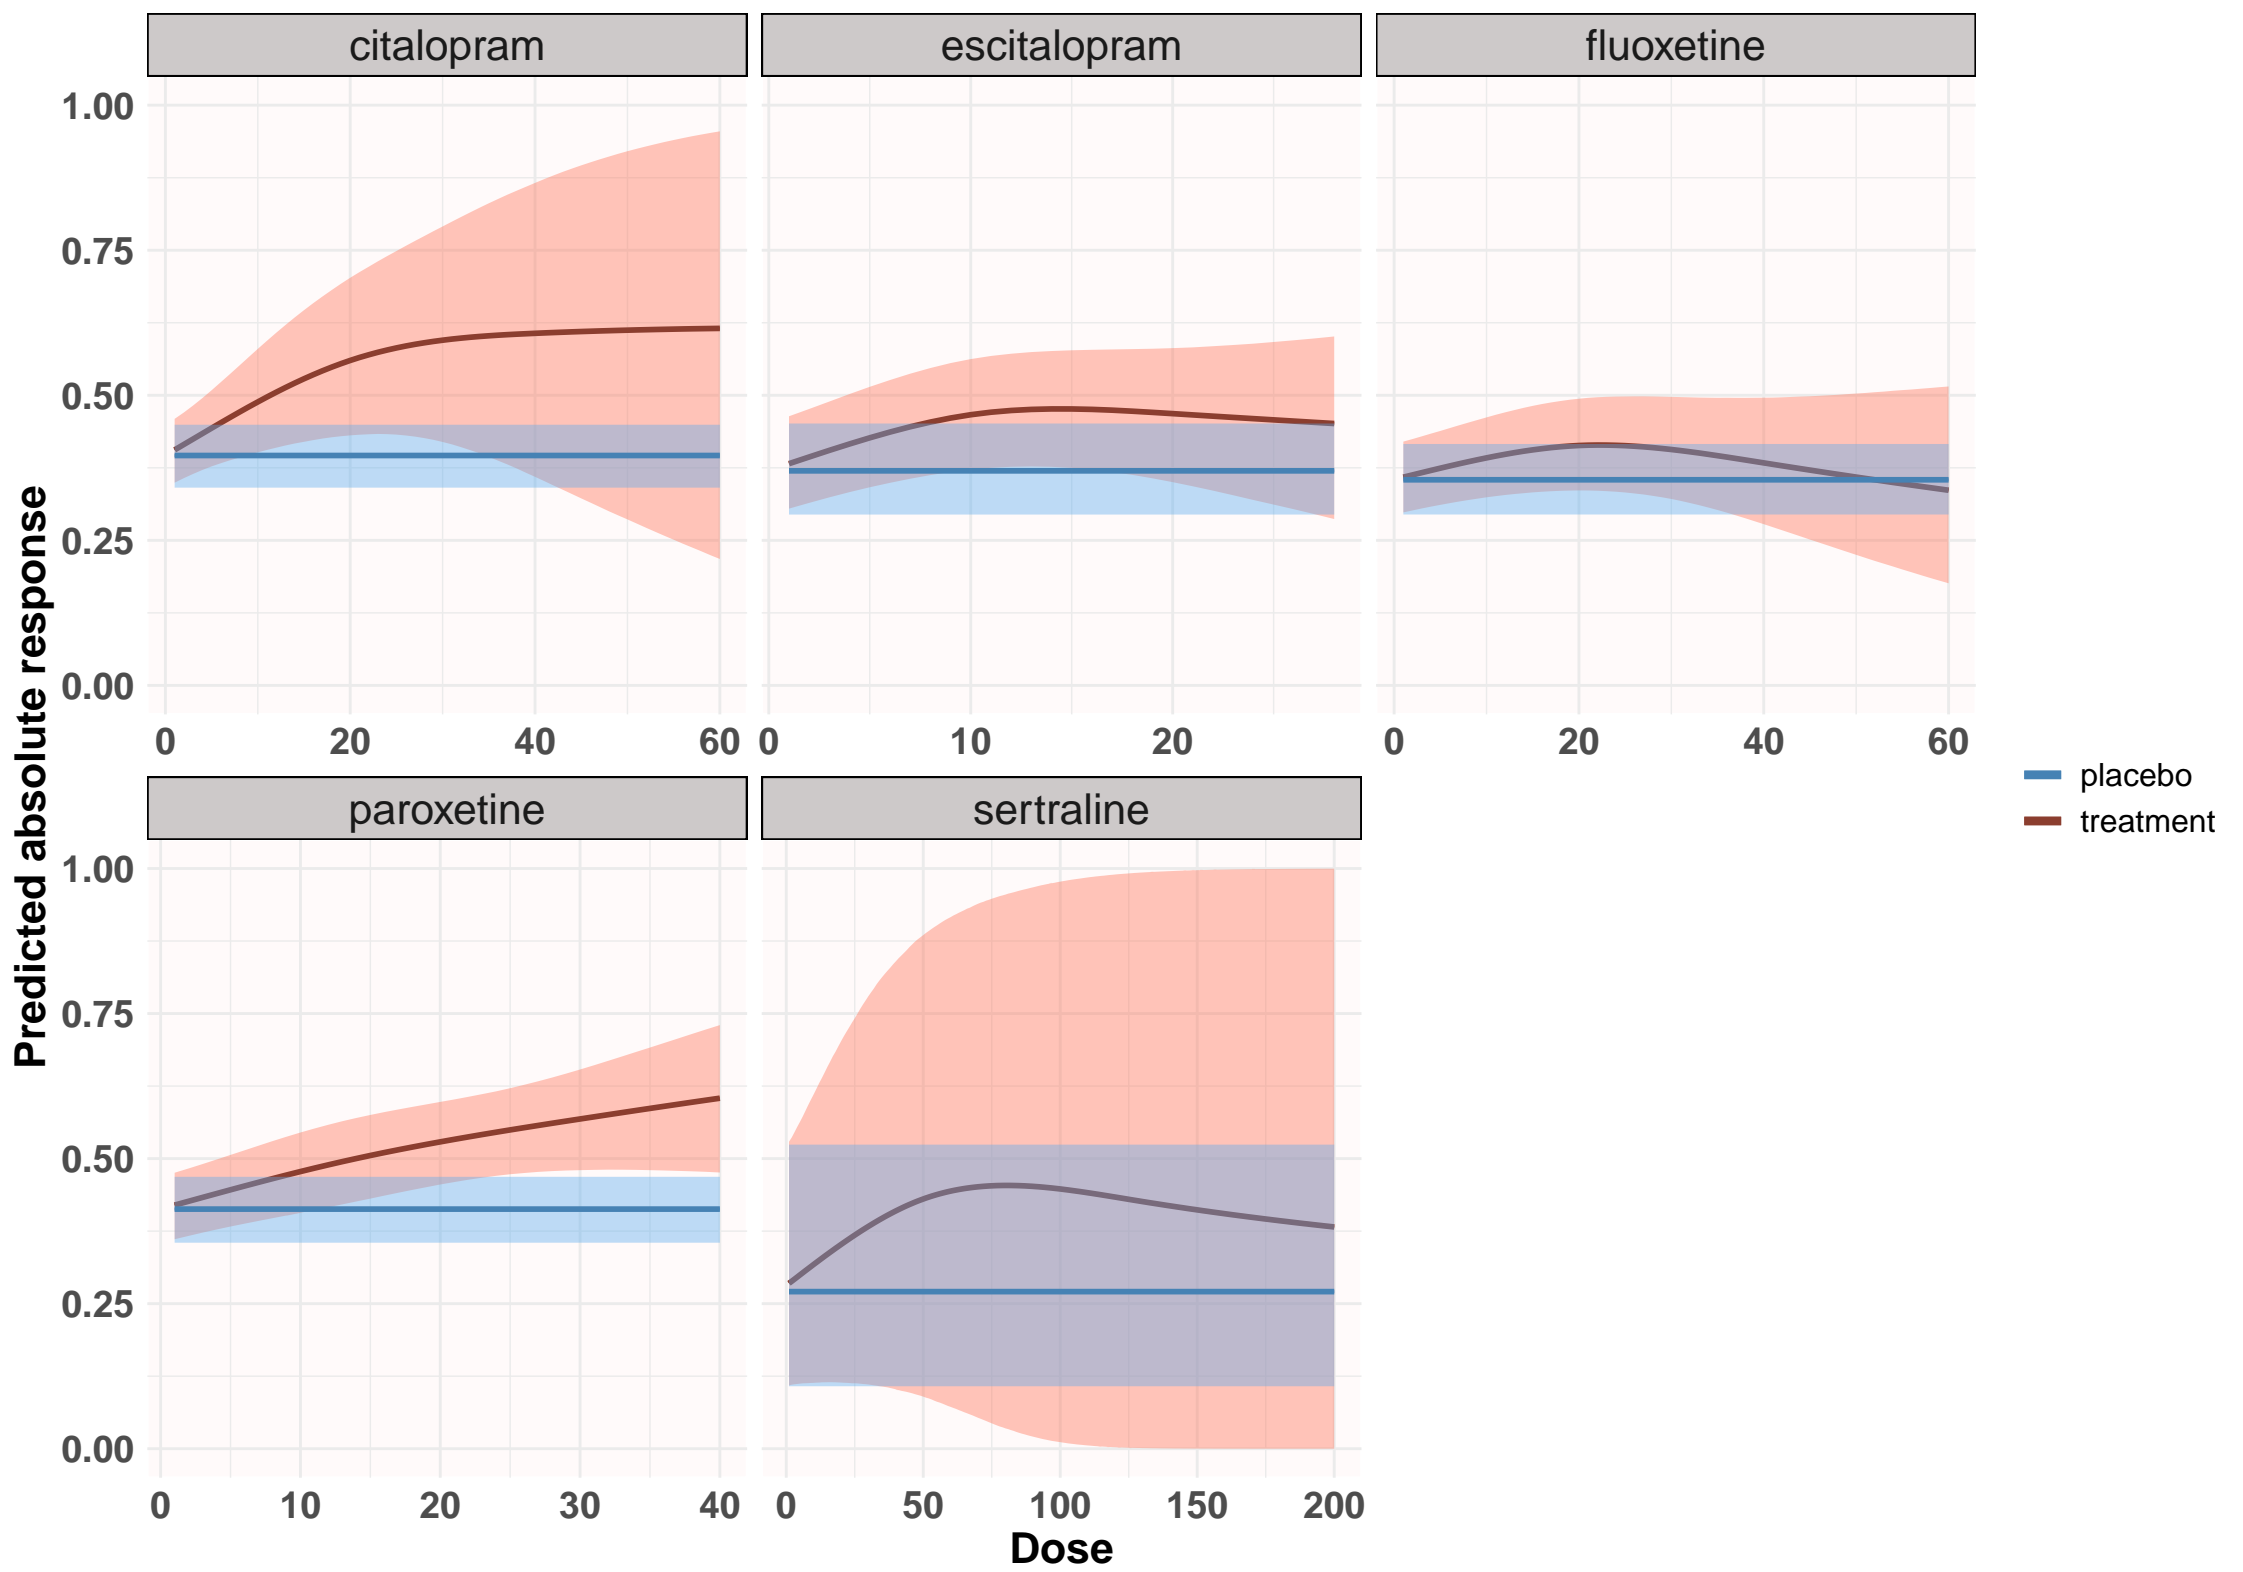 citalopram
escitalopram
fluoxetine
1.00
0.75
0.50
0.25
0.00
0 20 40 60
0 10 20
0 20 40 60
Predicted absolute response
paroxetine
sertraline
1.00
0.75
0.50
0.25
0.00
0 10 20 30 40
0 50 100 150 200
Dose
placebo
treatment